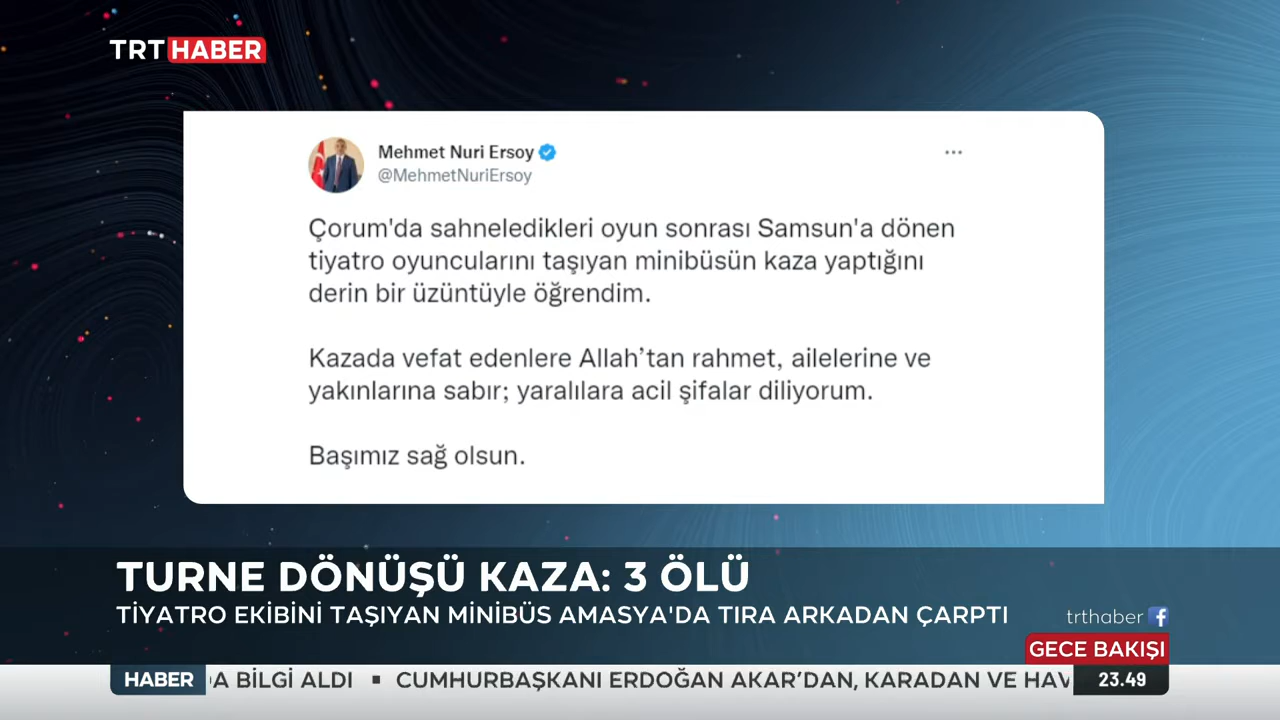 TRT HABER
Mehmet Nuri Ersoy
@MehmetNuriErsoy
Çorum'da sahneledikleri oyun sonrası Samsun'a dönen
tiyatro oyuncularını taşıyan minibüsün kaza yaptığını
derin bir üzüntüyle öğrendim.
Kazada vefat edenlere Allah’tan rahmet, ailelerine ve
yakınlarına sabır; yaralılara acil şifalar diliyorum.
Başımız sağ olsun.
TURNE DÖNÜŞÜ KAZA: 3 ÖLÜ
TİYATRO EKİBİNİ TAŞIYAN MİNİBÜS AMASYA'DA TIRA ARKADAN ÇARPTI
trthaber
GECE BAKIŞI
HABER A BİLGİ ALDI ▪ CUMHURBAŞKANI ERDOĞAN AKAR’DAN, KARADAN VE HAV 23.49